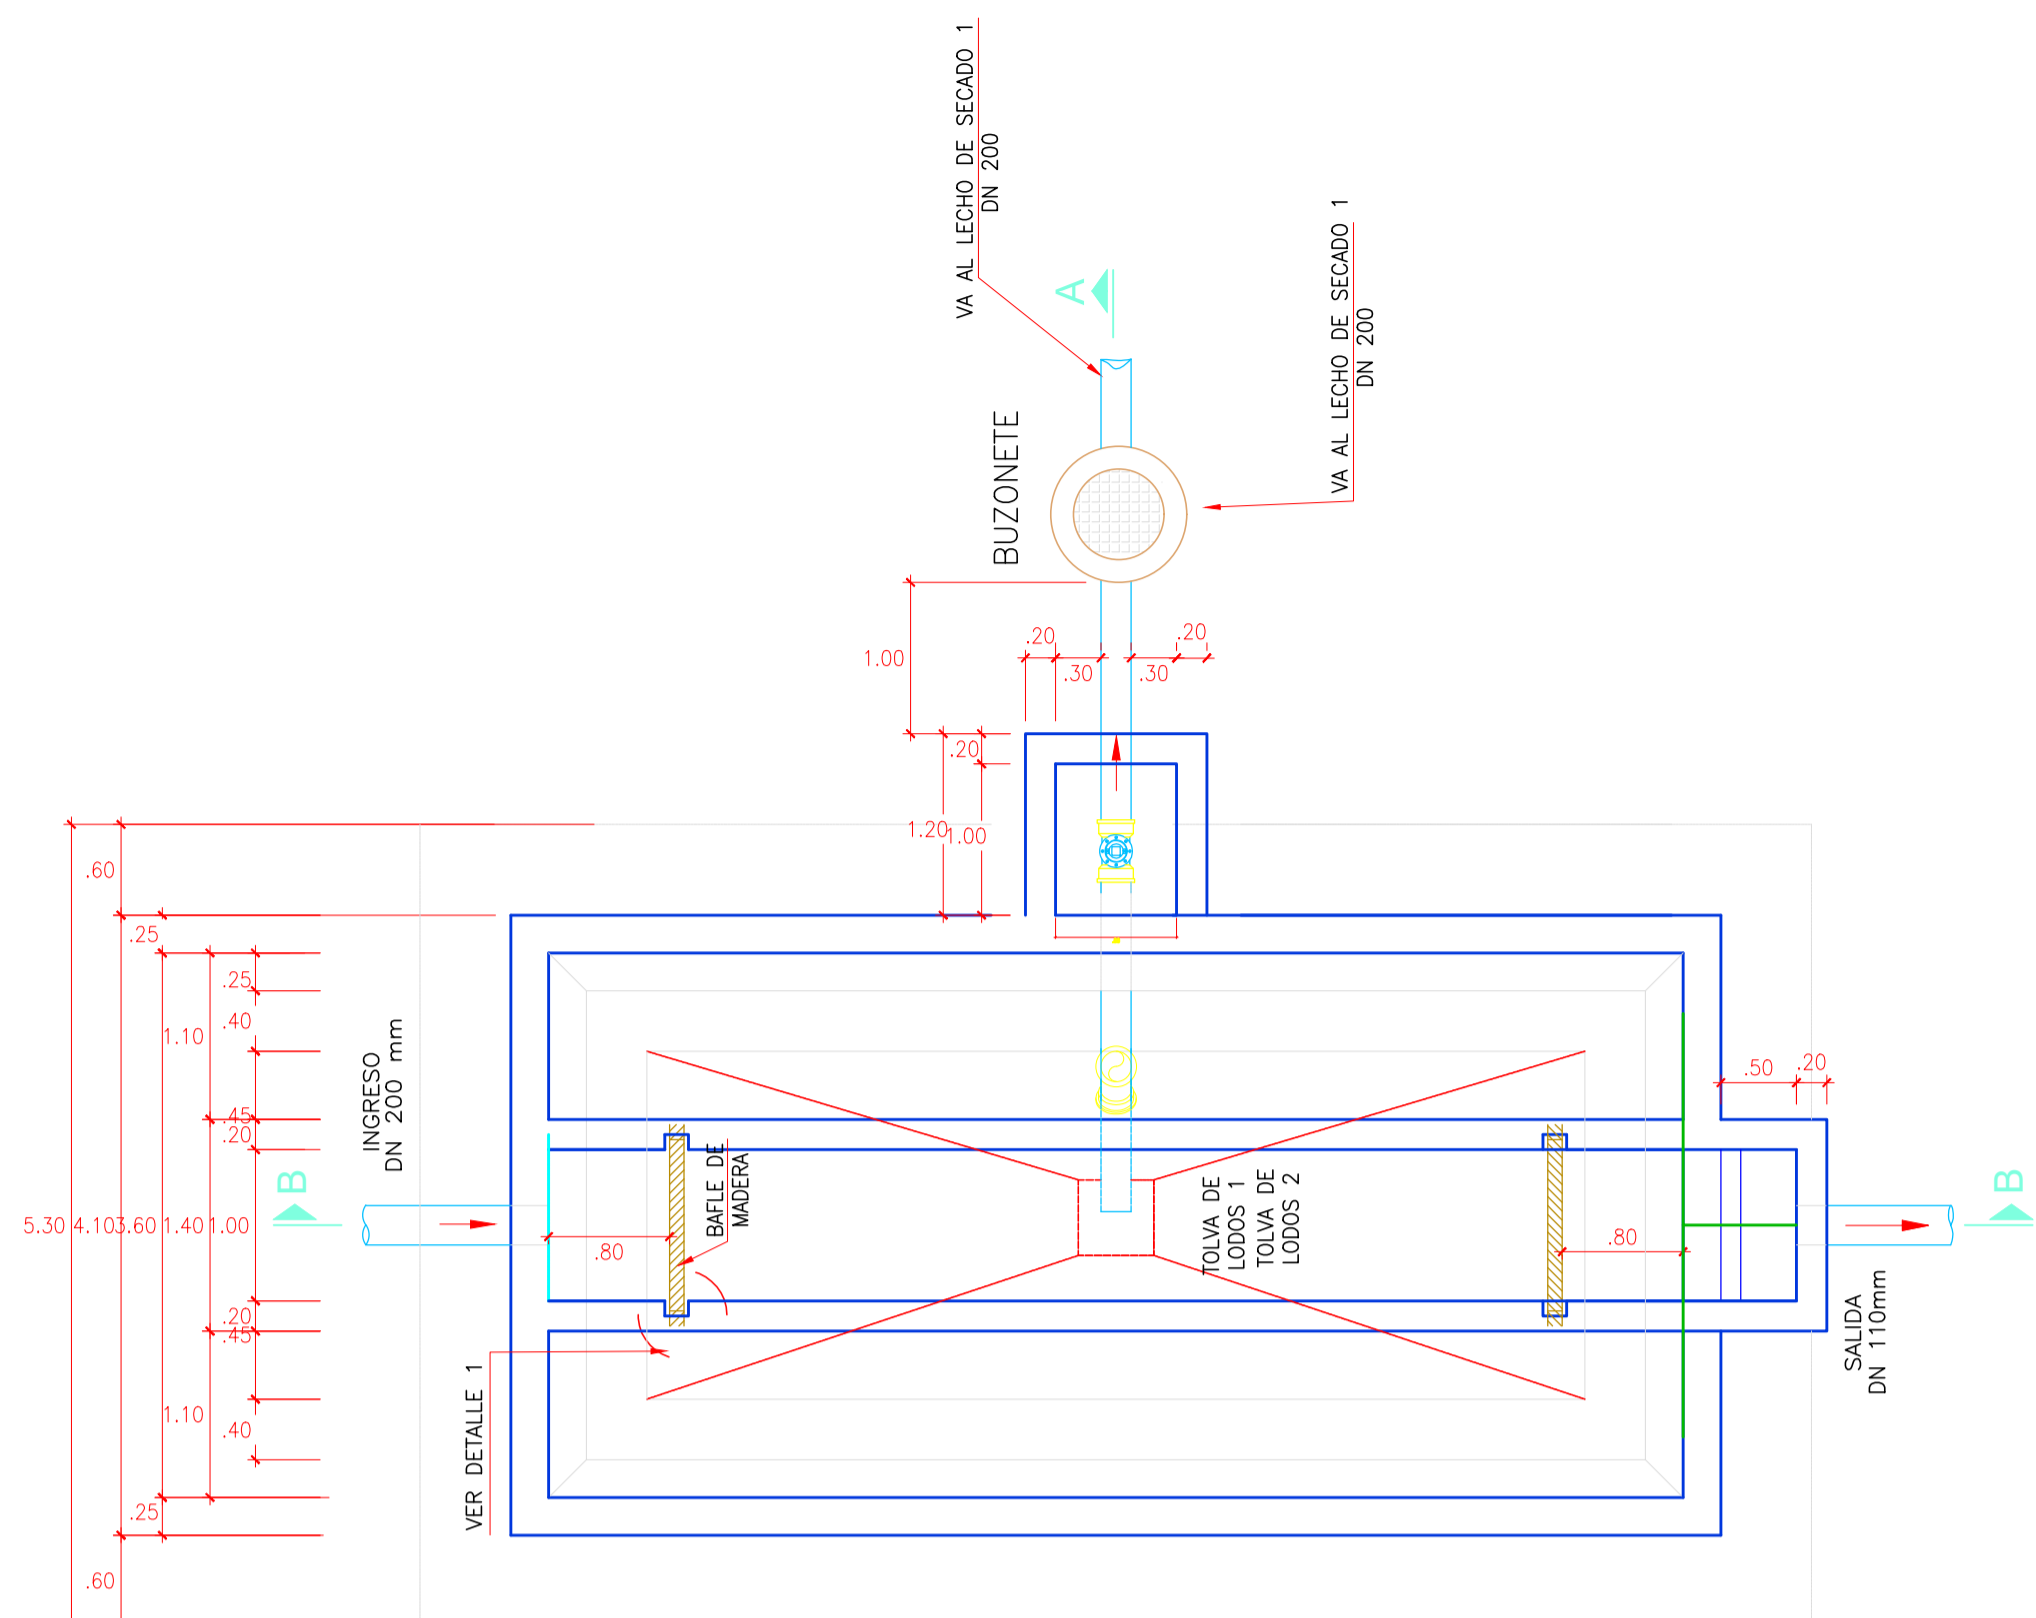 VA AL LECHO DE SECADO 1
DN 200
A
VA AL LECHO DE SECADO 1
DN 200
BUZONETE
.20
.20
1.00
.30
.30
.20
1.20
1.00
.60
.25
.25
.40
1.10
.45
.20
INGRESO
DN 200 mm
.50
.20
B
BAFLE DE
MADERA
TOLVA DE
LODOS 1
TOLVA DE
LODOS 2
B
5.30
4.10
3.60
1.40
1.00
.80
.80
.20
.45
SALIDA
DN 110mm
VER DETALLE 1
1.10
.40
.25
.60